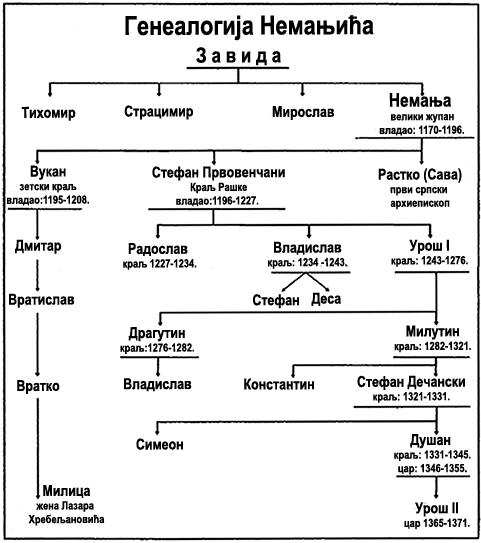 Генеалогија Немањића
Завида
Тихомир
Страцимир
Мирослав
Немања
велики жупан
владао: 1170-1196.
Вукан
зетски краљ
владао:1195-1208.
Стефан Првовенчани
Краљ Рашке
владао:1196-1227.
Растко (Сава)
први српски
архиепископ
Дмитар
Радослав
краљ 1227-1234.
Владислав
краљ: 1234 -1243.
Урош I
краљ: 1243-1276.
Вратислав
Стефан
Деса
Драгутин
краљ:1276-1282.
Милутин
краљ: 1282-1321.
Вратко
Владислав
Константин
Стефан Дечански
краљ: 1321-1331.
Симеон
Душан
краљ: 1331-1345.
цар: 1346-1355.
Милица
жена Лазара
Хребељановића
Урош II
цар 1365-1371.